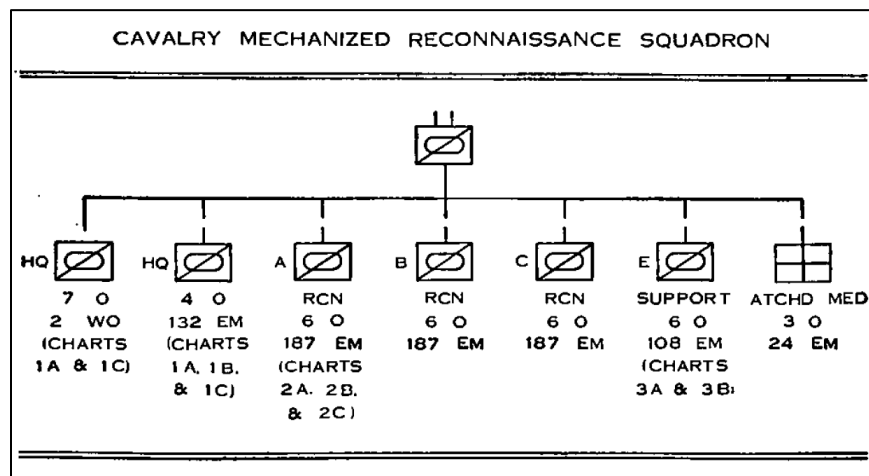 CAVALRY MECHANIZED RECONNAISSANCE SQUADRON
HQ
7 O
2 WO
(CHARTS
1A & 1C)
HQ
4 O
132 EM
(CHARTS
1A, 1B,
& 1C)
A
RCN
6 O
187 EM
(CHARTS
2A. 2B.
& 2C)
B
RCN
6 O
187 EM
C
RCN
6 O
187 EM
E
SUPPORT
6 O
108 EM
(CHARTS
3A & 3B)
ATCHD MED
3 O
24 EM